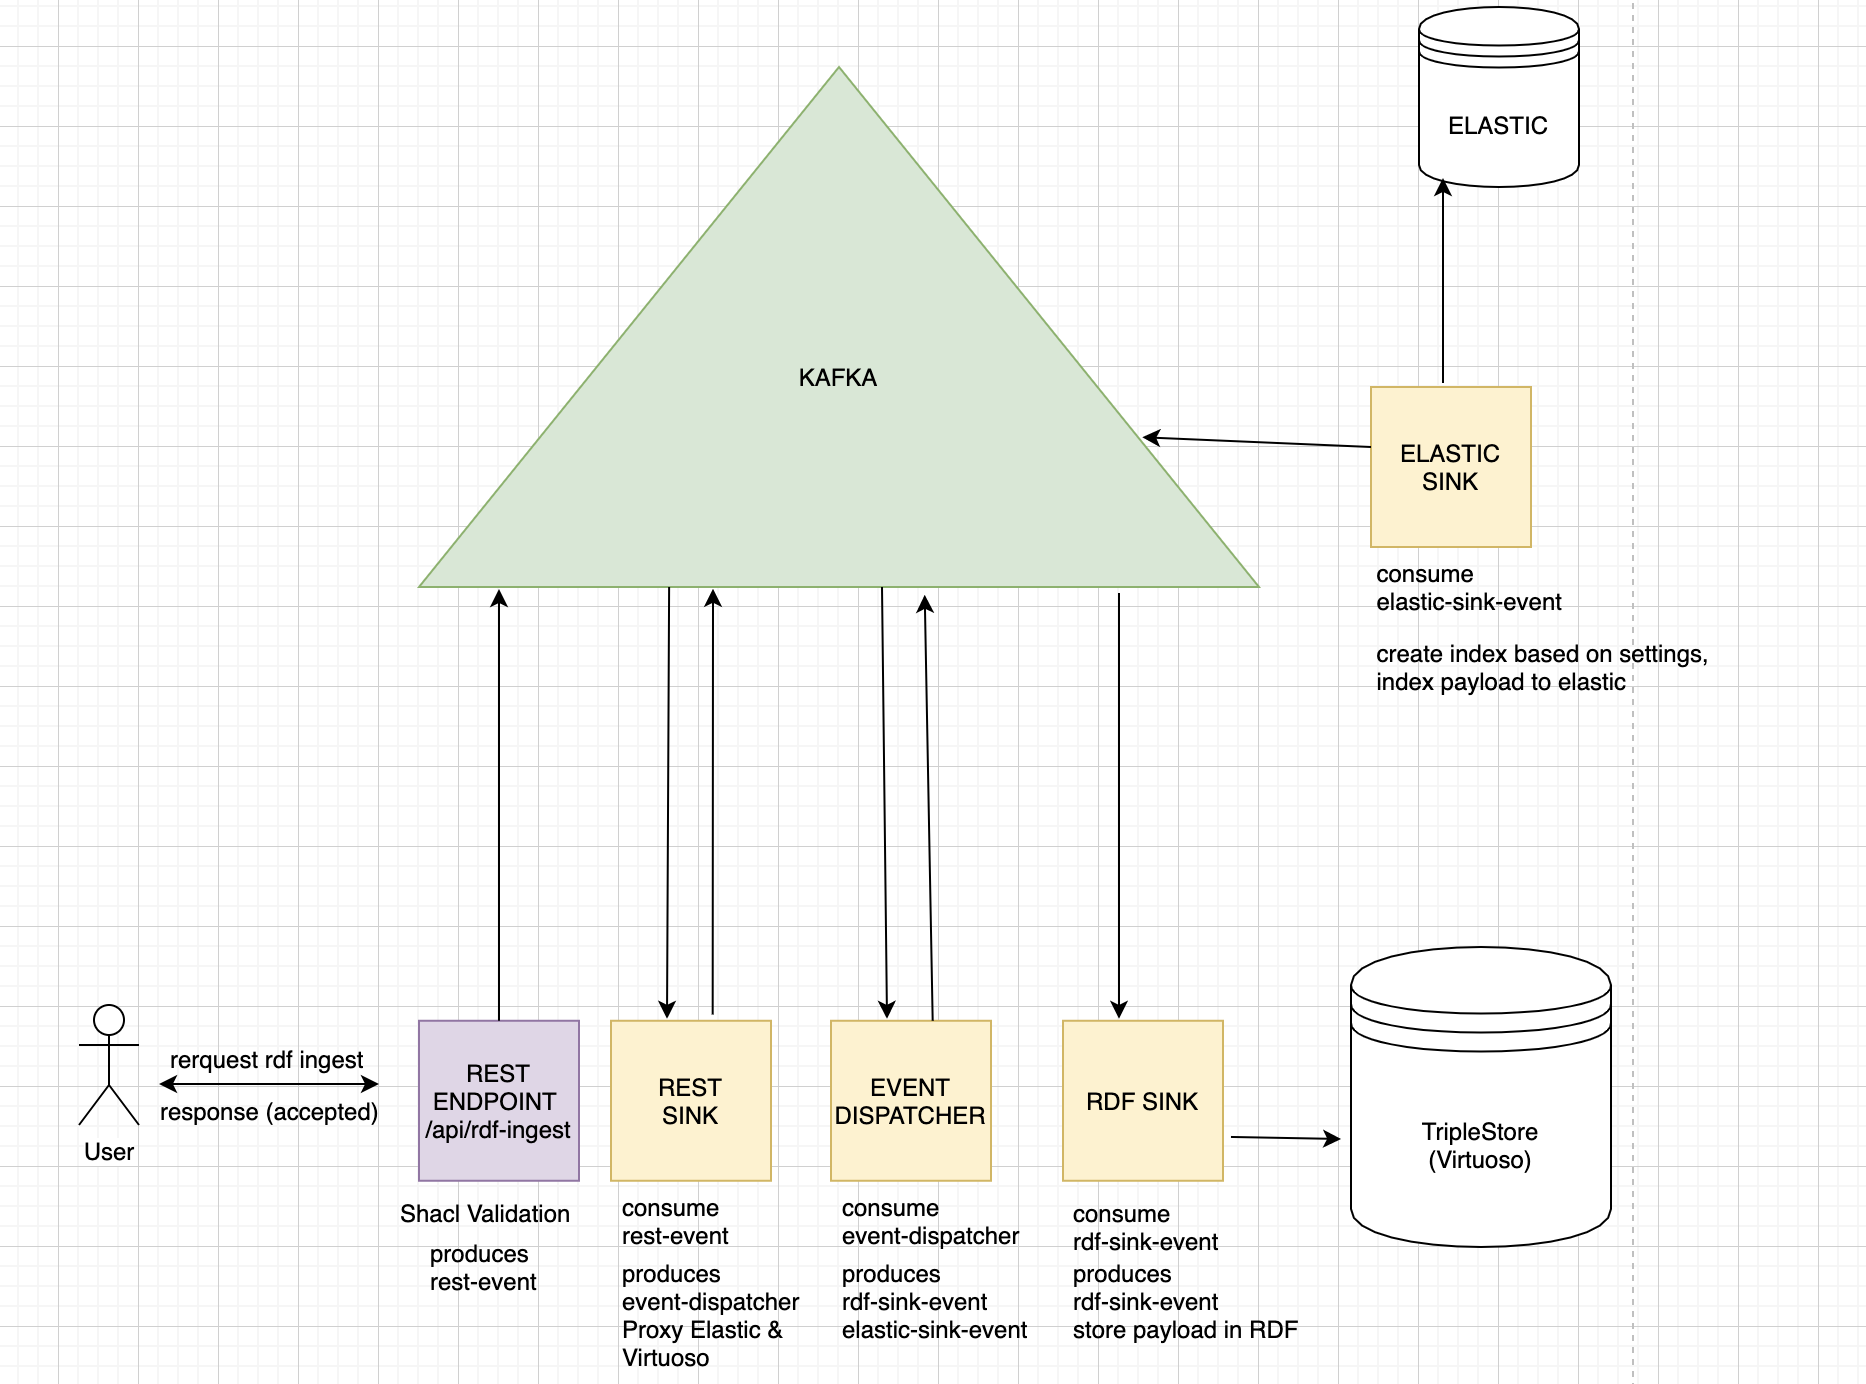 ELASTIC
KAFKA
ELASTIC
SINK
consume
elastic-sink-event
create index based on settings,
index payload to elastic
rerquest rdf ingest
response (accepted)
User
REST
ENDPOINT
/api/rdf-ingest
Shacl Validation
produces
rest-event
REST
SINK
consume
rest-event
produces
event-dispatcher
Proxy Elastic &
Virtuoso
EVENT
DISPATCHER
consume
event-dispatcher
produces
rdf-sink-event
elastic-sink-event
RDF SINK
consume
rdf-sink-event
produces
rdf-sink-event
store payload in RDF
TripleStore
(Virtuoso)